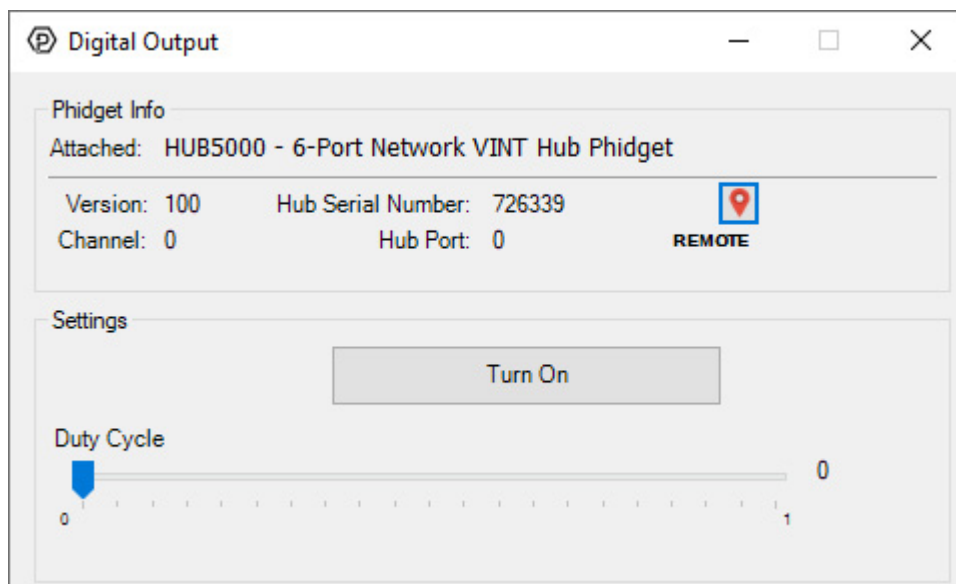 Digital Output
Phidget Info
Attached: HUB5000 - 6-Port Network VINT Hub Phidget
Version: 100 Hub Serial Number: 726339
Channel: 0 Hub Port: 0 REMOTE
Settings
Turn On
Duty Cycle
0
0 1